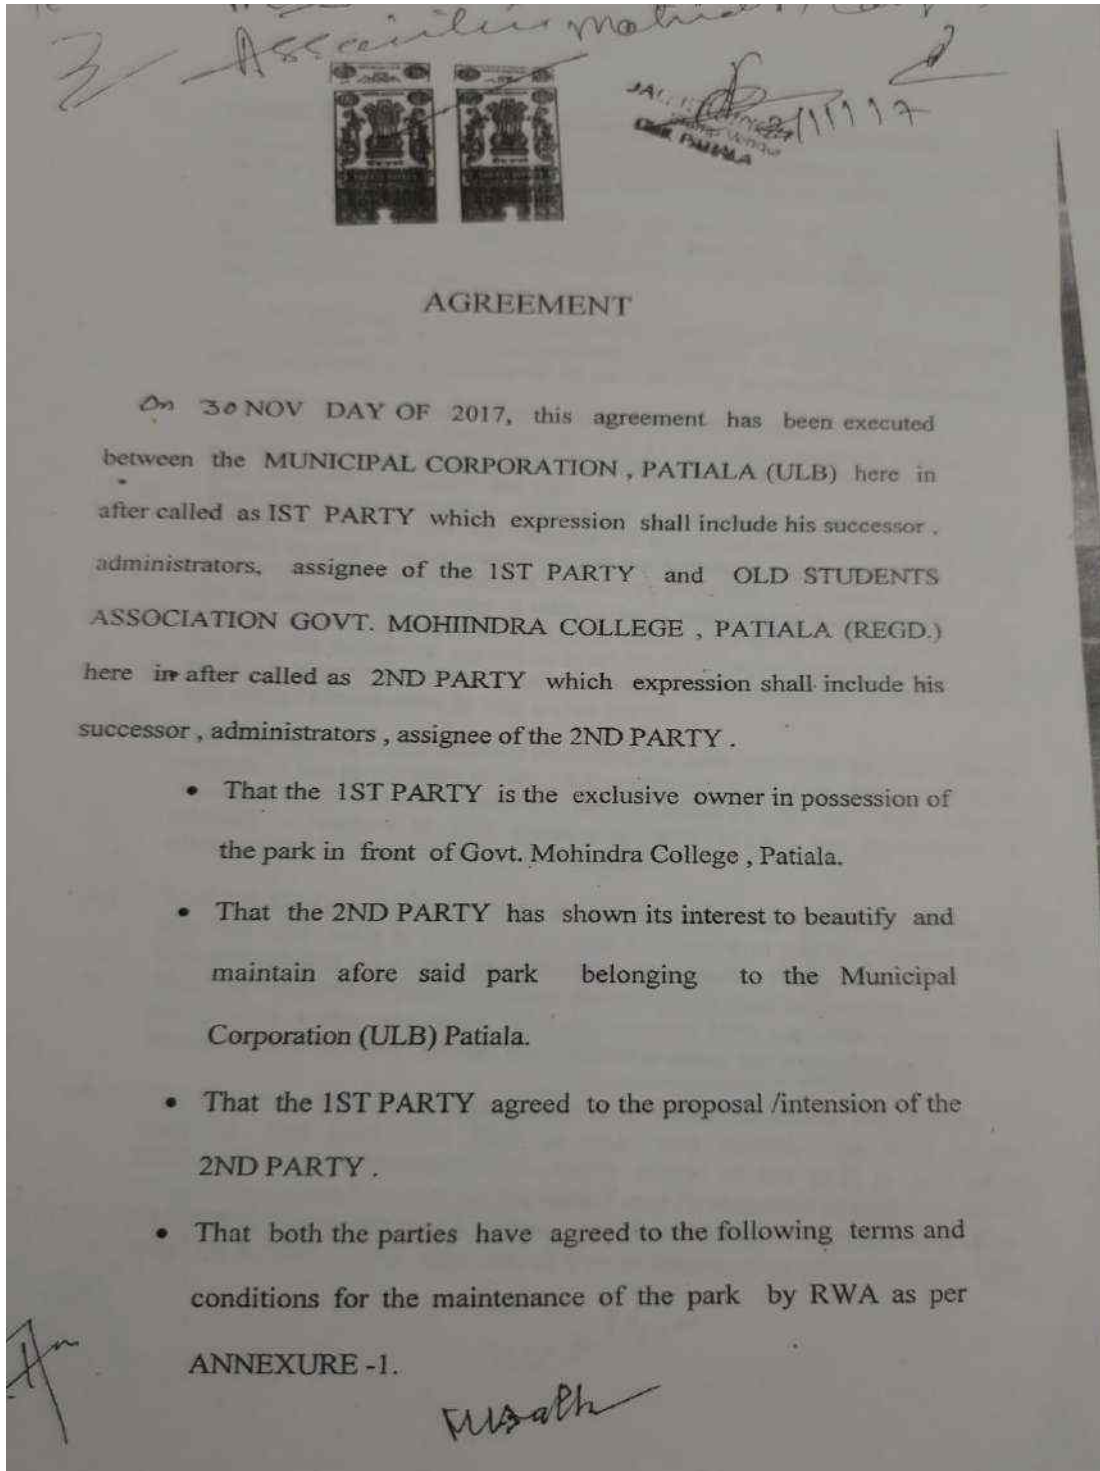 Association Mohindra
JA
Stamp Vendor
Distt. PATIALA
AGREEMENT
On 30 NOV DAY OF 2017, this agreement has been executed
between the MUNICIPAL CORPORATION , PATIALA (ULB) here in
after called as IST PARTY which expression shall include his successor ,
administrators, assignee of the 1ST PARTY and OLD STUDENTS
ASSOCIATION GOVT. MOHIINDRA COLLEGE , PATIALA (REGD.)
here in after called as 2ND PARTY which expression shall include his
successor , administrators , assignee of the 2ND PARTY .
• That the 1ST PARTY is the exclusive owner in possession of
the park in front of Govt. Mohindra College , Patiala.
• That the 2ND PARTY has shown its interest to beautify and
maintain afore said park belonging to the Municipal
Corporation (ULB) Patiala.
• That the 1ST PARTY agreed to the proposal /intension of the
2ND PARTY .
• That both the parties have agreed to the following terms and
conditions for the maintenance of the park by RWA as per
ANNEXURE -1.